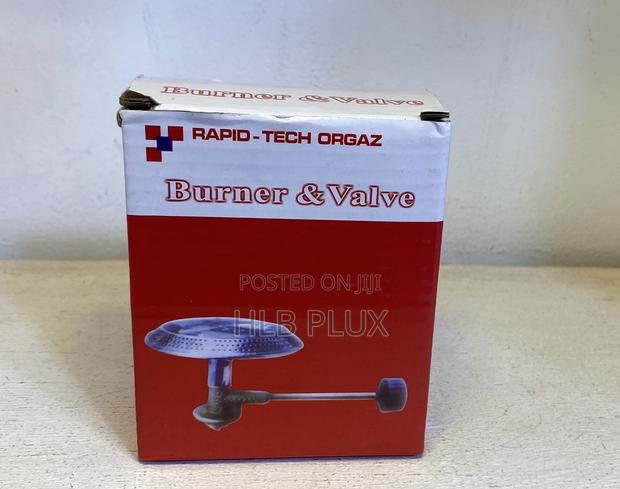 Burner & Valve
RAPID-TECH ORGAZ
Burner & Valve
POSTED ON JIJI
HLB PLUX